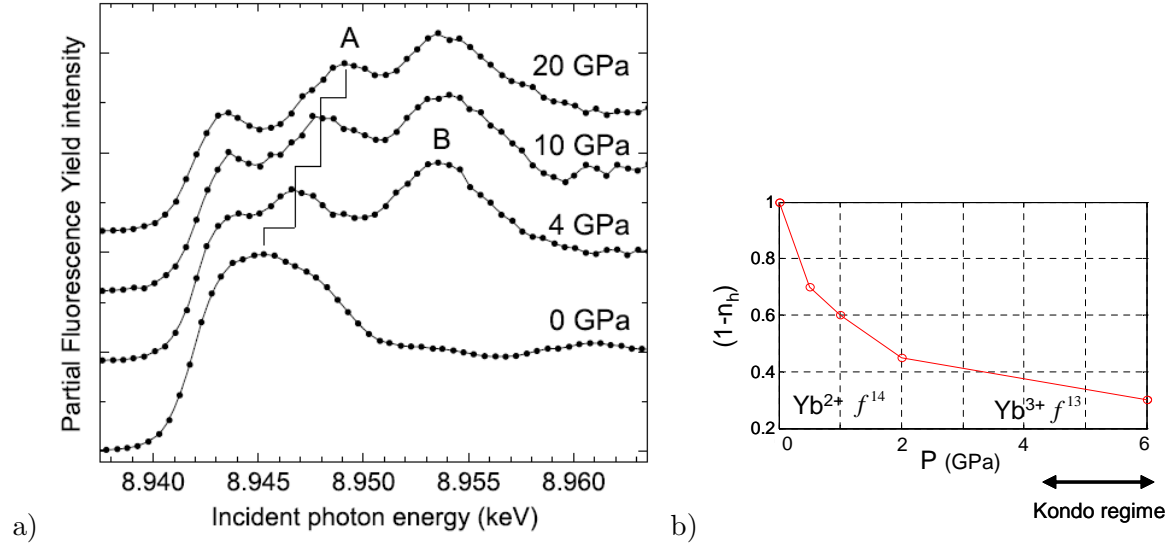 A
20 GPa
10 GPa
B
4 GPa
0 GPa
Partial Fluorescence Yield intensity
8.940 8.945 8.950 8.955 8.960
Incident photon energy (keV)
a)
1
0.8
0.6
0.4
0.2
(1-nₕ)
Yb²⁺ f¹⁴
Yb³⁺ f¹³
0 2 4 6
P (GPa)
Kondo regime
b)